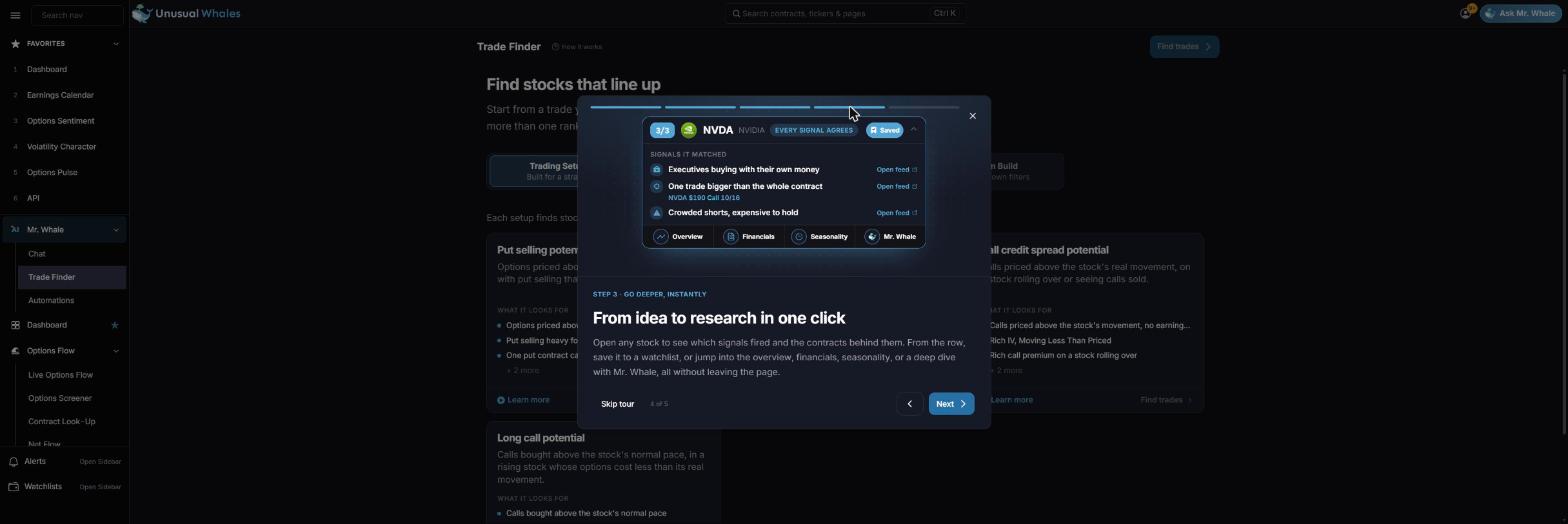 Search nav
Unusual Whales
Search contracts, tickers & pages
Ctrl K
9+
Ask Mr. Whale
FAVORITES
1 Dashboard
2 Earnings Calendar
3 Options Sentiment
4 Volatility Character
5 Options Pulse
6 API
Mr. Whale
Chat
Trade Finder
Automations
Dashboard
Options Flow
Live Options Flow
Options Screener
Contract Look-Up
Net Flow
Alerts Open Sidebar
Watchlists Open Sidebar
Trade Finder
How it works
Find trades
Find stocks that line up
Start from a trade
more than one
Trading
Built for a
Build
own filters
Each setup finds
Put selling
Options priced
with put selling
WHAT IT LOOKS FOR
Options priced
Put selling heavy
One put contract
+ 2 more
Learn more
credit spread potential
priced above the stock's real movement, on
stock rolling over or seeing calls sold.
WHAT IT LOOKS FOR
Calls priced above the stock's movement, no earning...
Rich IV, Moving Less Than Priced
Rich call premium on a stock rolling over
+ 2 more
Learn more
Find trades
Long call potential
Calls bought above the stock's normal pace, in a
rising stock whose options cost less than its real
movement.
WHAT IT LOOKS FOR
Calls bought above the stock's normal pace
3/3 NVDA NVIDIA EVERY SIGNAL AGREES Saved
SIGNALS IT MATCHED
Executives buying with their own money Open feed
One trade bigger than the whole contract Open feed
NVDA $190 Call 10/16
Crowded shorts, expensive to hold Open feed
Overview Financials Seasonality Mr. Whale
STEP 3 · GO DEEPER, INSTANTLY
From idea to research in one click
Open any stock to see which signals fired and the contracts behind them. From the row,
save it to a watchlist, or jump into the overview, financials, seasonality, or a deep dive
with Mr. Whale, all without leaving the page.
Skip tour 4 of 5 Next